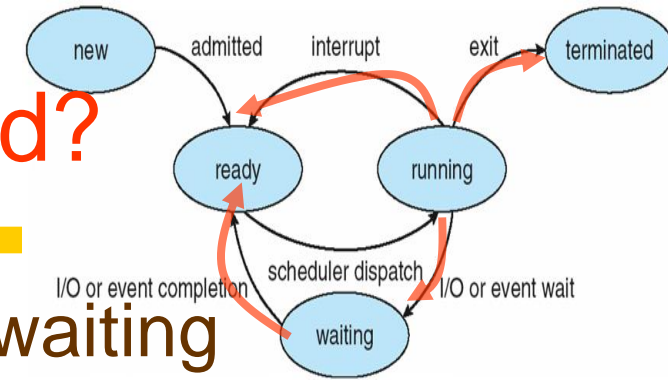 new
admitted
interrupt
exit
terminated
d?
ready
running
I/O or event completion
scheduler dispatch
I/O or event wait
waiting
waiting